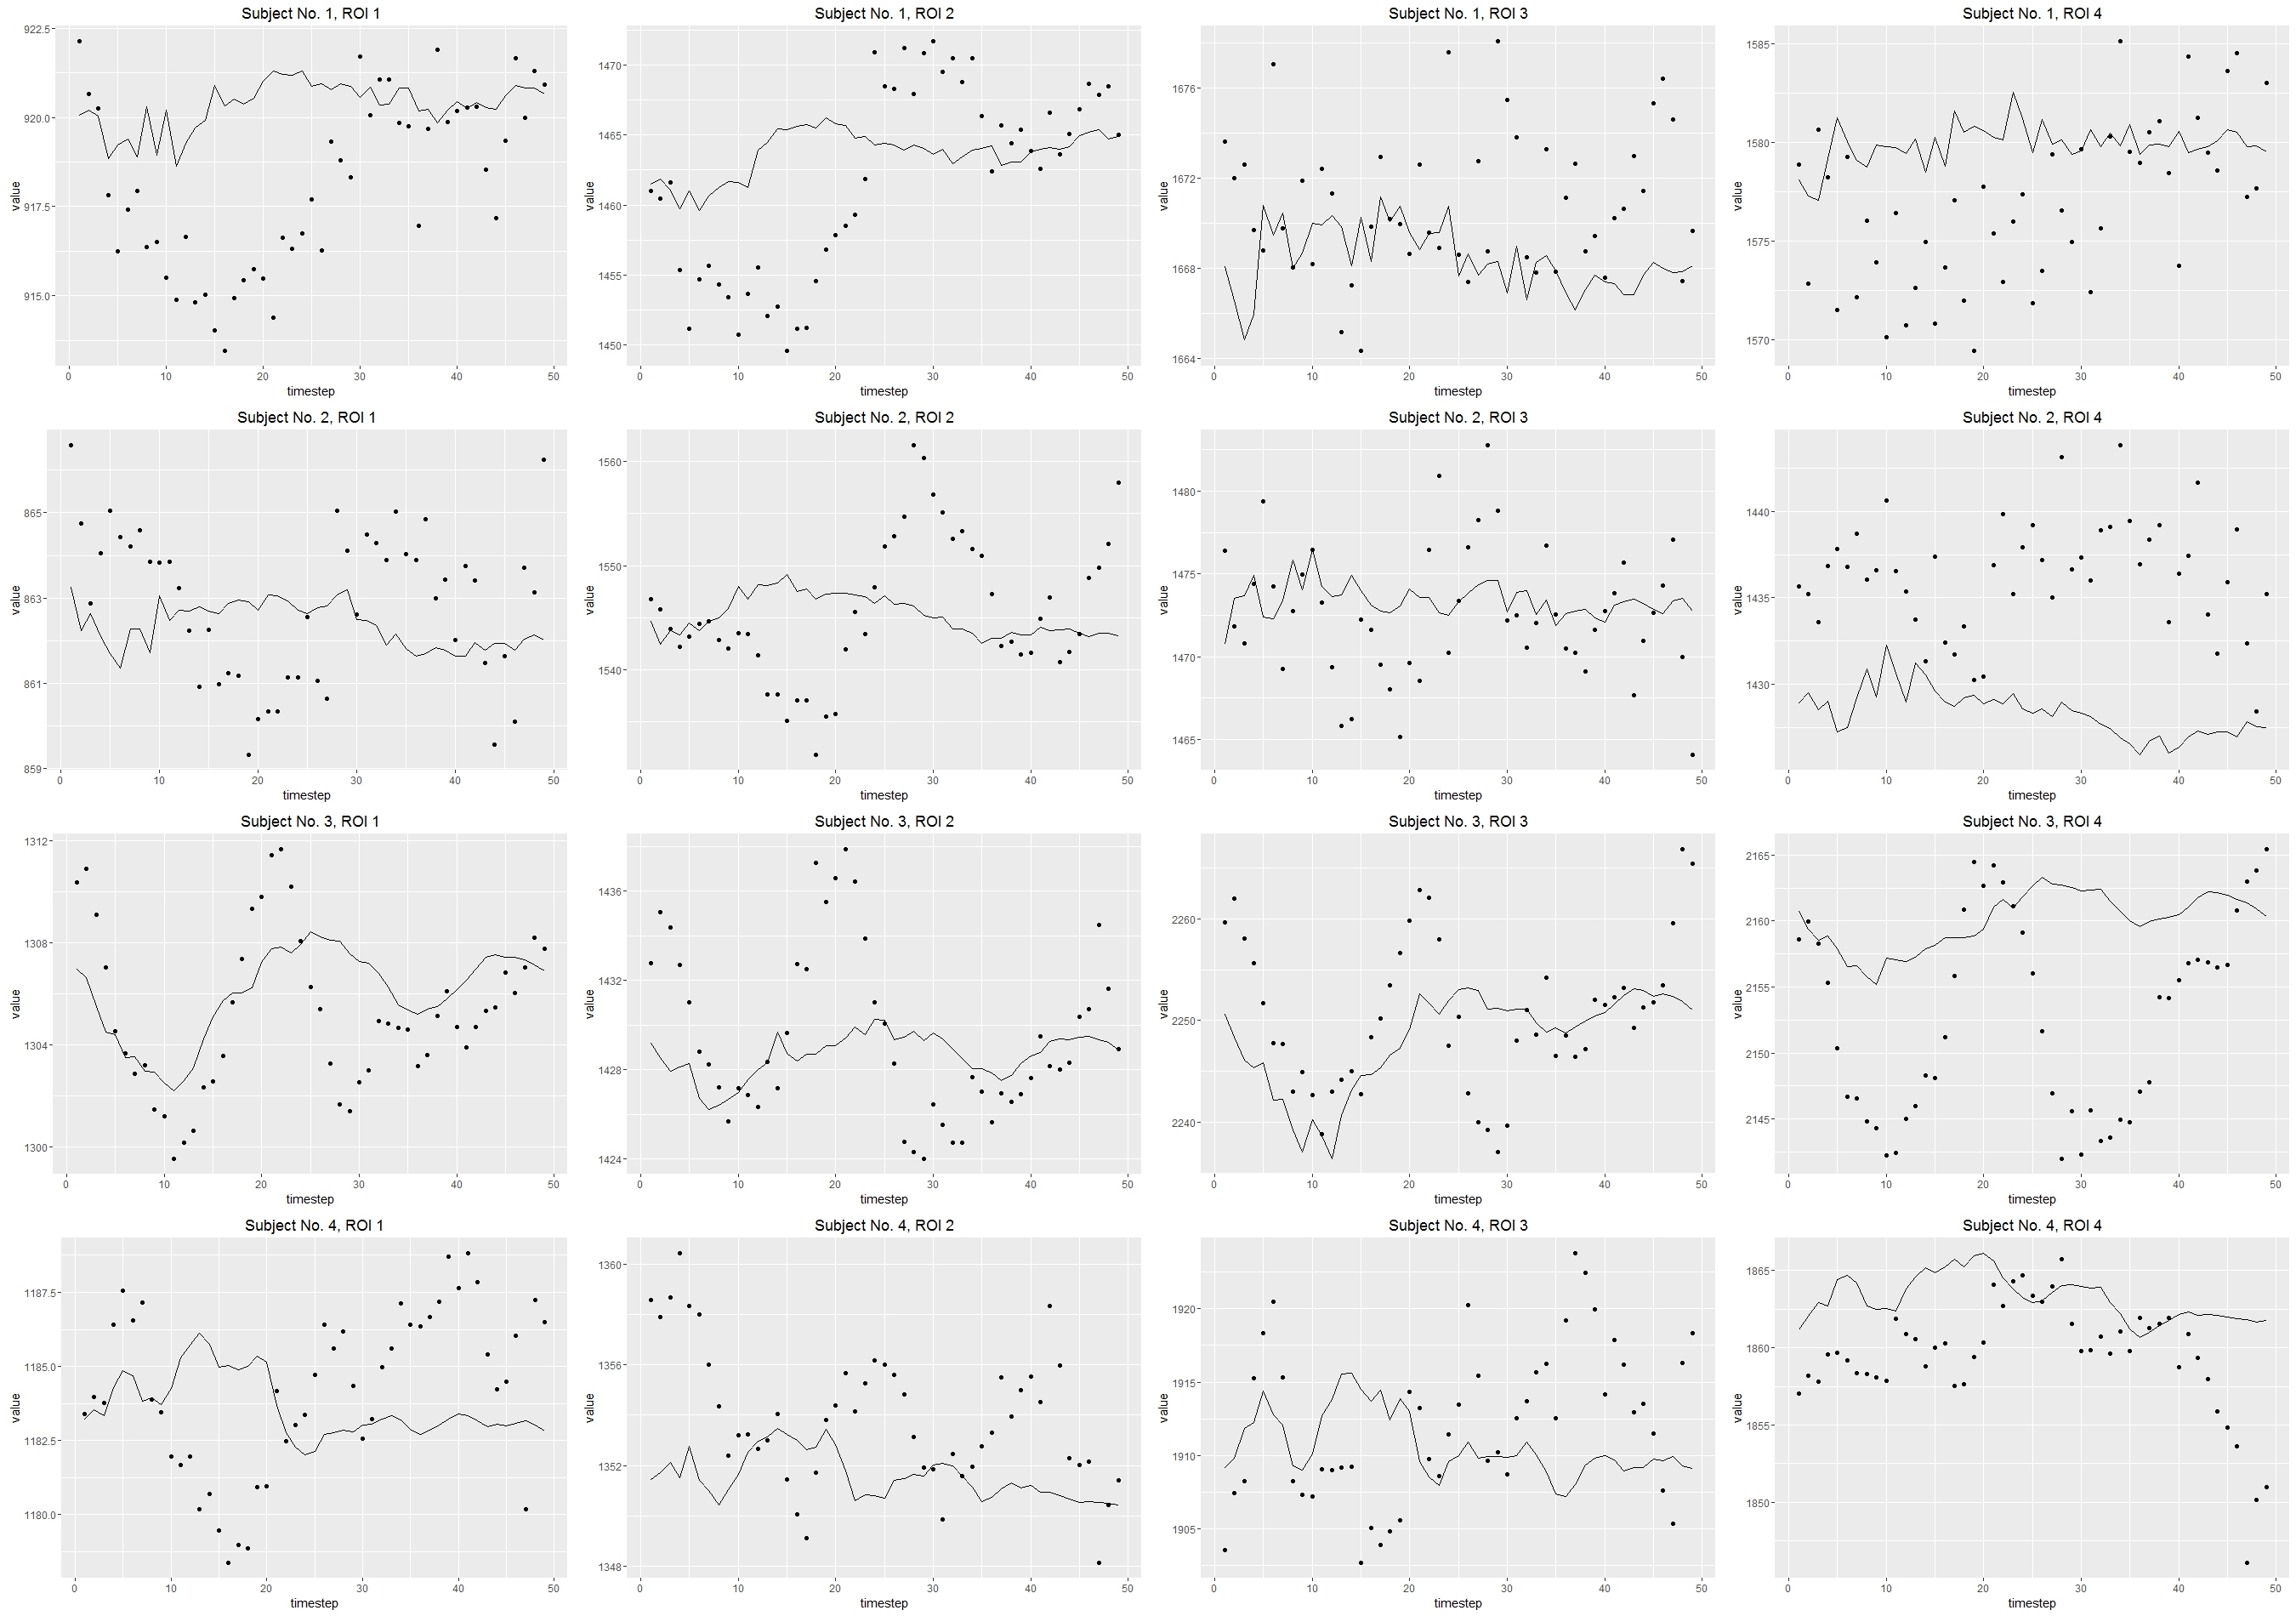 Subject No. 1, ROI 1
Subject No. 1, ROI 2
Subject No. 1, ROI 3
Subject No. 1, ROI 4
922.5
920.0
917.5
915.0
value
0 10 20 30 40 50
timestep
1470
1465
1460
1455
1450
value
0 10 20 30 40 50
timestep
1676
1672
1668
1664
value
0 10 20 30 40 50
timestep
1585
1580
1575
1570
value
0 10 20 30 40 50
timestep
Subject No. 2, ROI 1
Subject No. 2, ROI 2
Subject No. 2, ROI 3
Subject No. 2, ROI 4
865
863
861
859
value
0 10 20 30 40 50
timestep
1560
1550
1540
value
0 10 20 30 40 50
timestep
1480
1475
1470
1465
value
0 10 20 30 40 50
timestep
1440
1435
1430
value
0 10 20 30 40 50
timestep
Subject No. 3, ROI 1
Subject No. 3, ROI 2
Subject No. 3, ROI 3
Subject No. 3, ROI 4
1312
1308
1304
1300
value
0 10 20 30 40 50
timestep
1436
1432
1428
1424
value
0 10 20 30 40 50
timestep
2260
2250
2240
value
0 10 20 30 40 50
timestep
2165
2160
2155
2150
2145
value
0 10 20 30 40 50
timestep
Subject No. 4, ROI 1
Subject No. 4, ROI 2
Subject No. 4, ROI 3
Subject No. 4, ROI 4
1187.5
1185.0
1182.5
1180.0
value
0 10 20 30 40 50
timestep
1360
1356
1352
1348
value
0 10 20 30 40 50
timestep
1920
1915
1910
1905
value
0 10 20 30 40 50
timestep
1865
1860
1855
1850
value
0 10 20 30 40 50
timestep